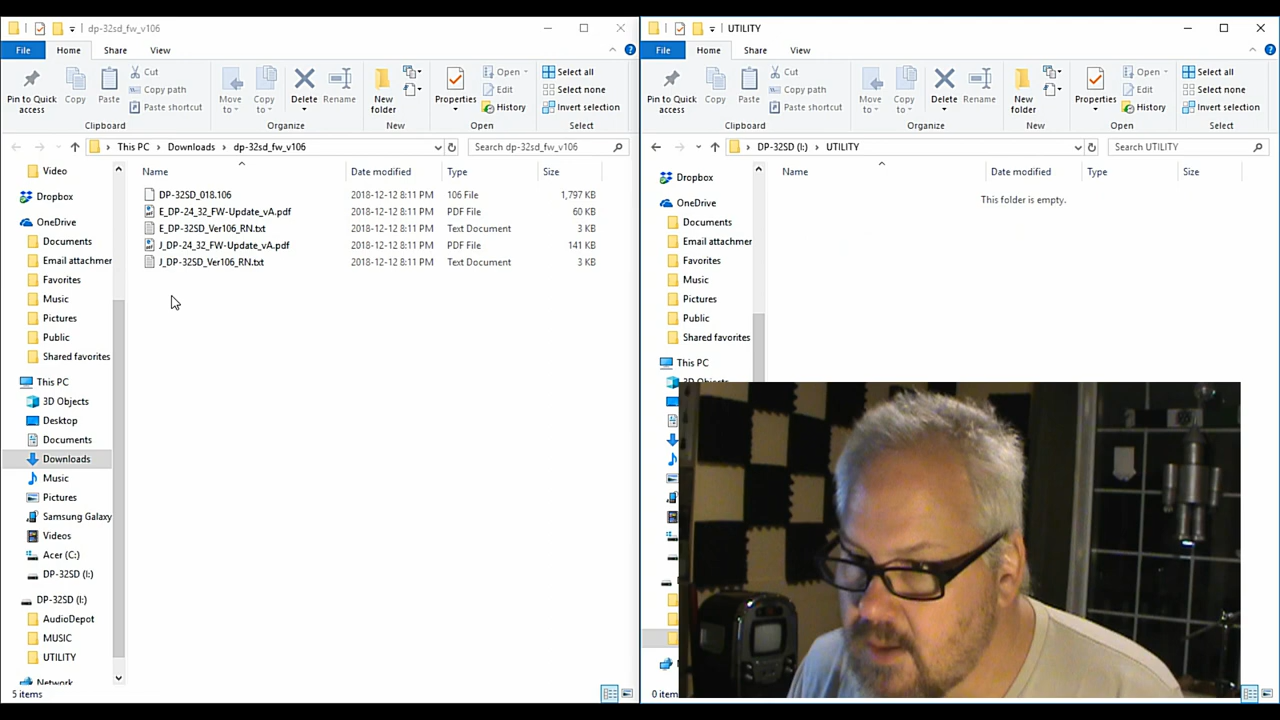 dp-32sd_fw_v106
File Home Share View
Pin to Quick access
Copy
Paste
Cut
Copy path
Paste shortcut
Clipboard
Move to
Copy to
Delete
Rename
Organize
New folder
New
Properties
Open
Edit
History
Open
Select all
Select none
Invert selection
Select
This PC Downloads dp-32sd_fw_v106
Search dp-32sd_fw_v106
Name Date modified Type Size
DP-32SD_018.106 2018-12-12 8:11 PM 106 File 1,797 KB
E_DP-24_32_FW-Update_vA.pdf 2018-12-12 8:11 PM PDF File 60 KB
E_DP-32SD_Ver106_RN.txt 2018-12-12 8:11 PM Text Document 3 KB
J_DP-24_32_FW-Update_vA.pdf 2018-12-12 8:11 PM PDF File 141 KB
J_DP-32SD_Ver106_RN.txt 2018-12-12 8:11 PM Text Document 3 KB
Video
Dropbox
OneDrive
Documents
Email attachmer
Favorites
Music
Pictures
Public
Shared favorites
This PC
3D Objects
Desktop
Documents
Downloads
Music
Pictures
Samsung Galaxy
Videos
Acer (C:)
DP-32SD (I:)
DP-32SD (I:)
AudioDepot
MUSIC
UTILITY
Network
5 items
UTILITY
File Home Share View
Pin to Quick access
Copy
Paste
Cut
Copy path
Paste shortcut
Clipboard
Move to
Copy to
Delete
Rename
Organize
New folder
New
Properties
Open
Edit
History
Open
Select all
Select none
Invert selection
Select
DP-32SD (I:) UTILITY
Search UTILITY
Name Date modified Type Size
This folder is empty.
Dropbox
OneDrive
Documents
Email attachmer
Favorites
Music
Pictures
Public
Shared favorites
This PC
3D Objects
0 item